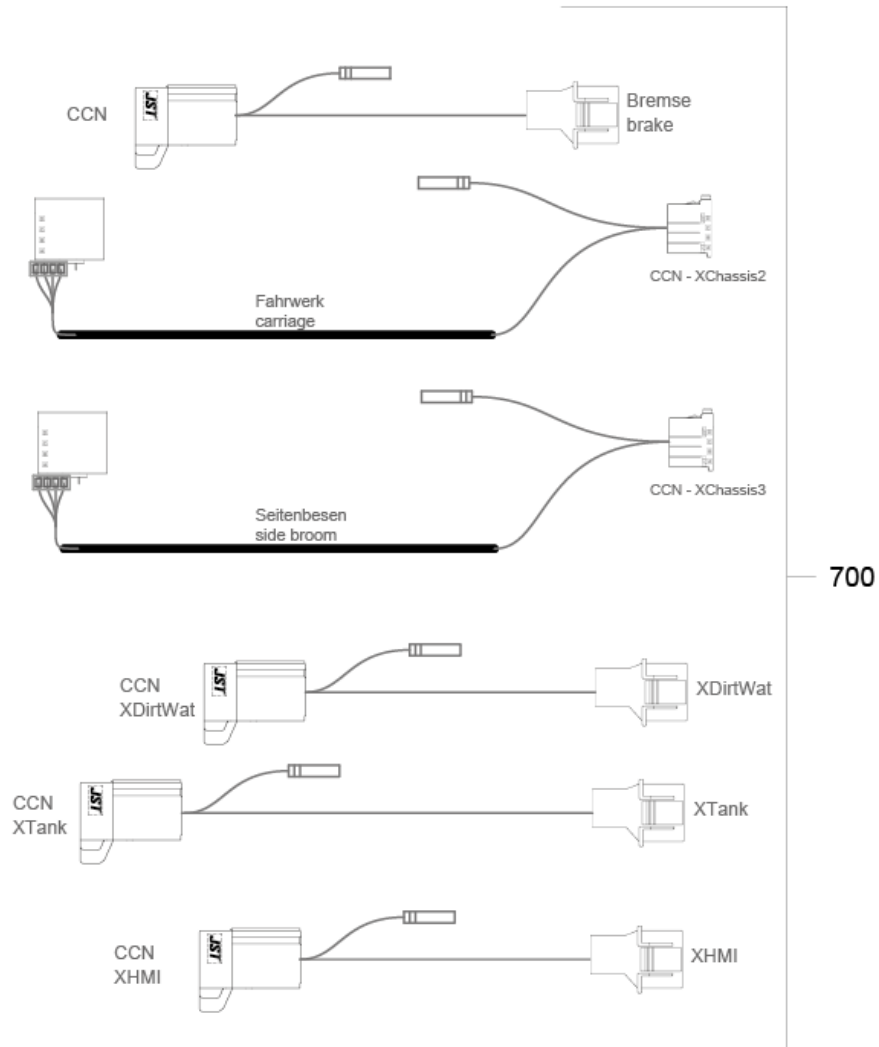 JST
CCN
Bremse
brake
CCN - XChassis2
Fahrwerk
carriage
CCN - XChassis3
Seitenbesen
side broom
700
JST
CCN
XDirtWat
XDirtWat
JST
CCN
XTank
XTank
JST
CCN
XHMI
XHMI